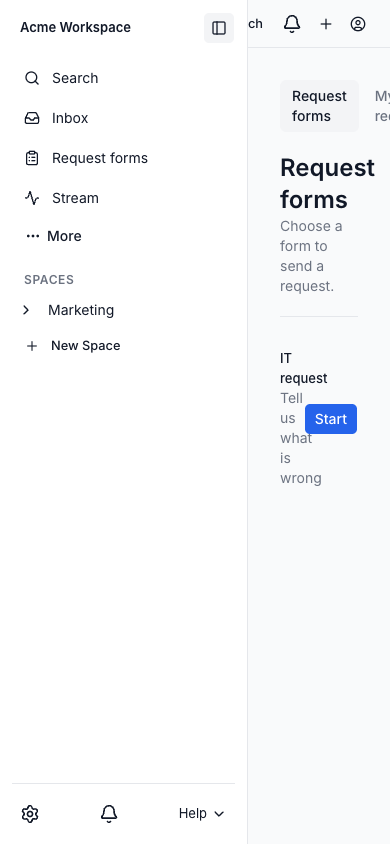 Acme Workspace
Search
Inbox
Request forms
Stream
More
SPACES
Marketing
New Space
Help
ch
Request
forms
My
Request
forms
Choose a
form to
send a
request.
IT
request
Tell
us
what
is
wrong
Start